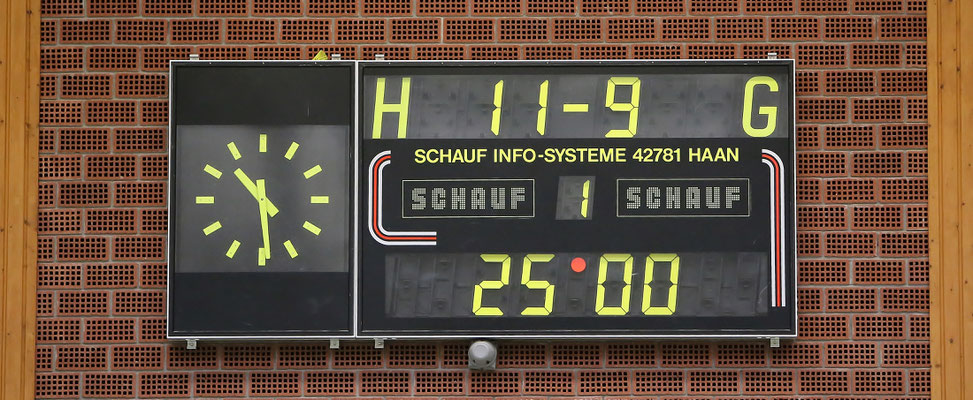 H 11-9 G
SCHAUF INFO-SYSTEME 42781 HAAN
SCHAUF 1 SCHAUF
25:00